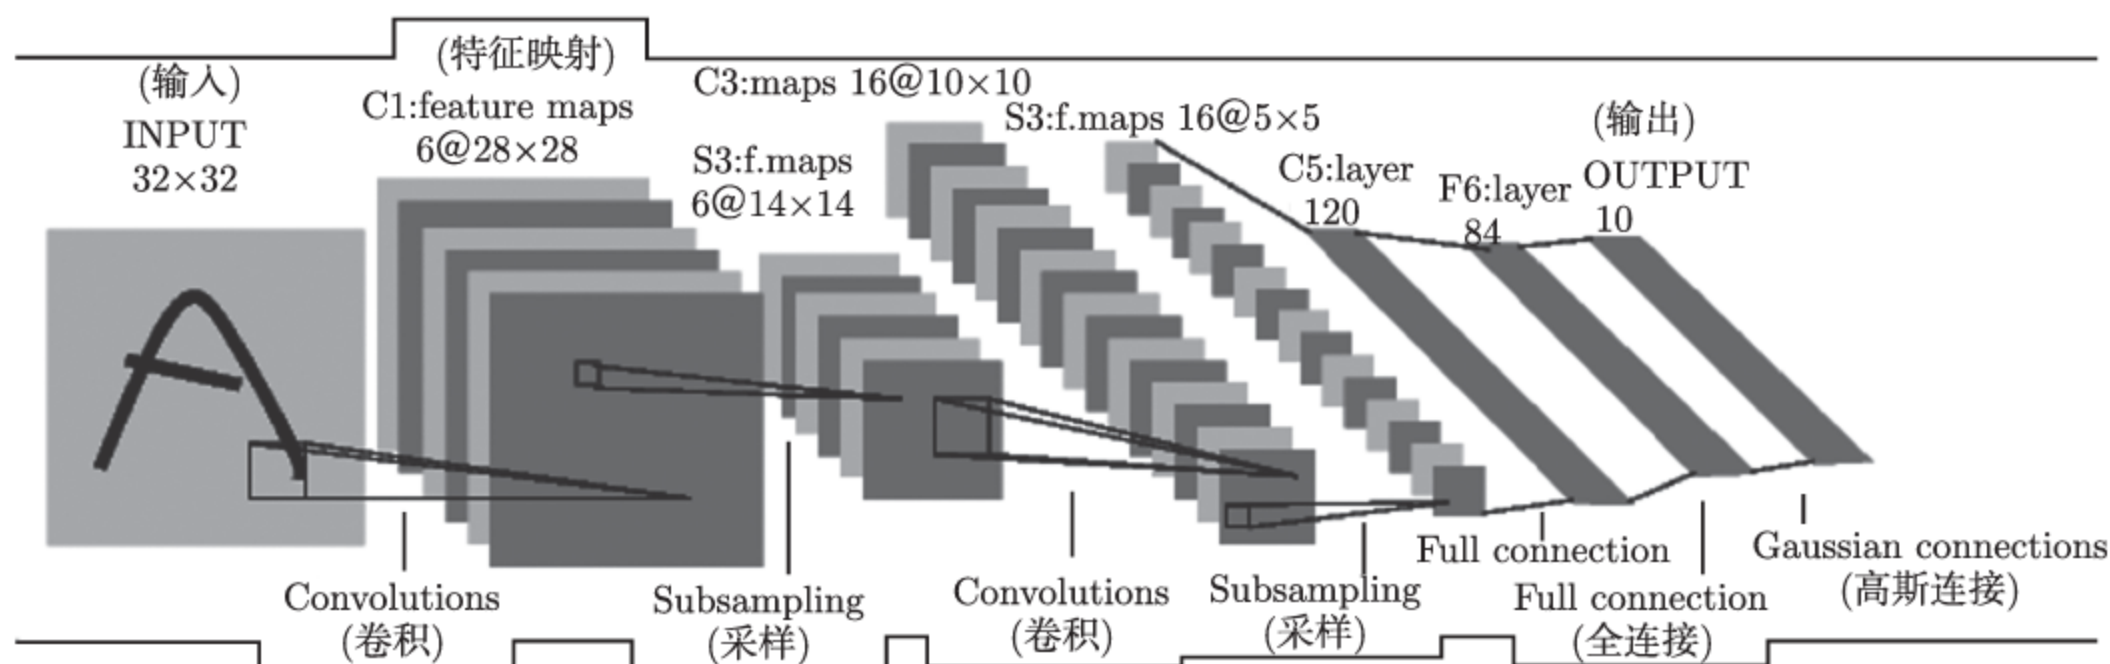 (特征映射)
(输入)
INPUT
32×32
C1:feature maps
6@28×28
C3:maps 16@10×10
S3:f.maps
6@14×14
S3:f.maps 16@5×5
C5:layer
120
F6:layer
84
(输出)
OUTPUT
10
Convolutions
(卷积)
Subsampling
(采样)
Convolutions
(卷积)
Subsampling
(采样)
Full connection
Full connection
(全连接)
Gaussian connections
(高斯连接)